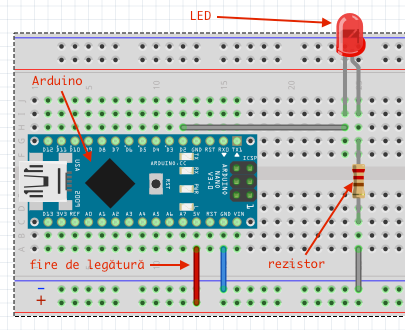 LED
Arduino
5
10
15
20
D12 D11 D10 D9 D8 D7 D6 D5 D4 D3 D2 GND RST RX0 TX1
USA
2009
ARDUINO.CC
RST
TX
RX
PWR
L
ARDUINO
NANO
V3.0
ICSP
1
D13 3V3 REF A0 A1 A2 A3 A4 A5 A6 A7 5V RST GND VIN
fire de legătură
rezistor
- 
+